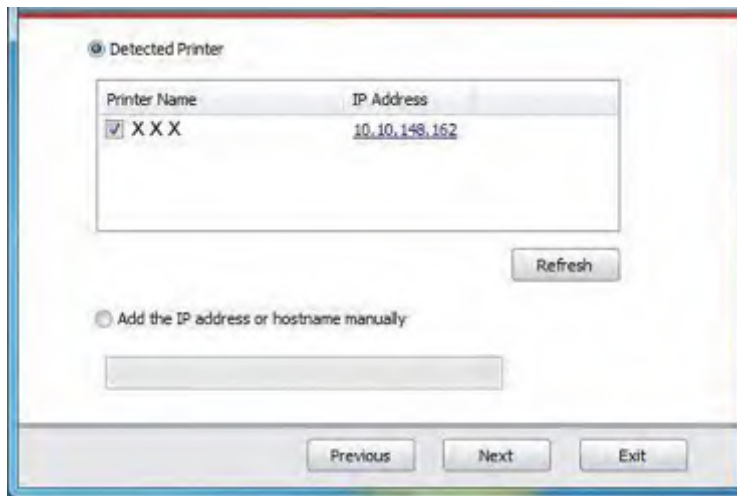 Detected Printer
Printer Name IP Address
X X X 10.10.148.162
Refresh
Add the IP address or hostname manually
Previous Next Exit